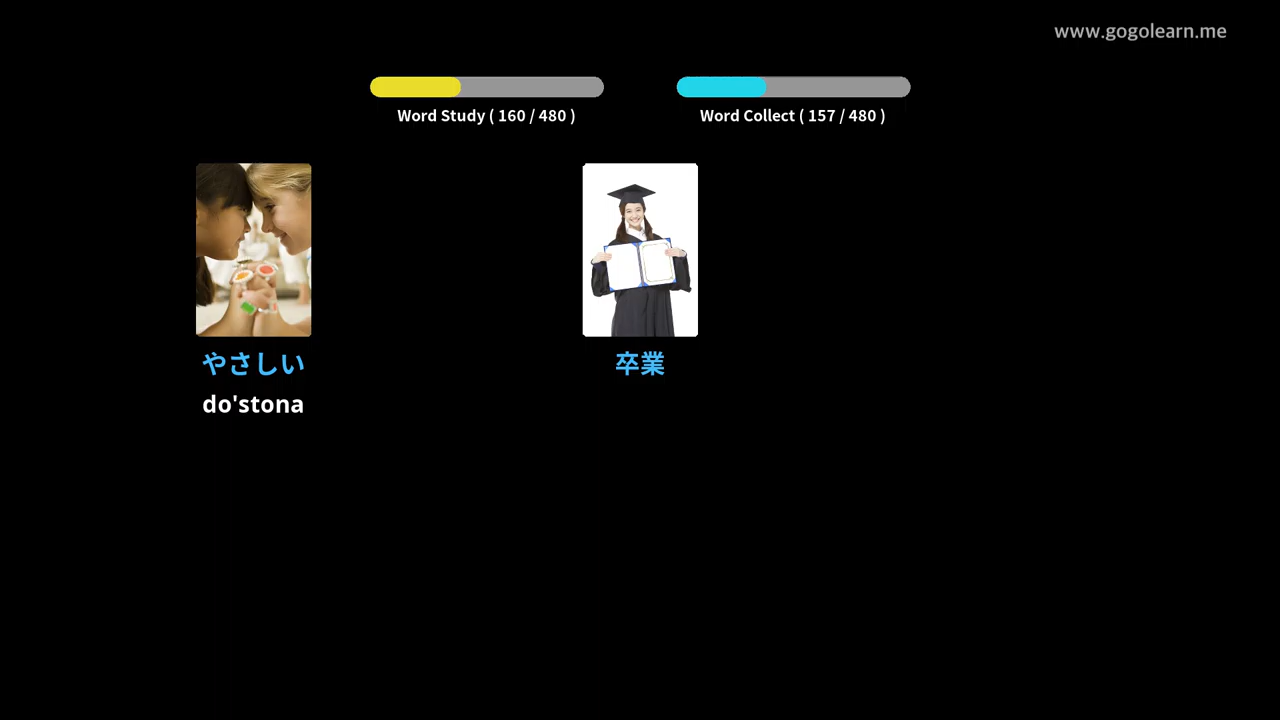 www.gogolearn.me
Word Study ( 160 / 480 )
Word Collect ( 157 / 480 )
やさしい
do'stona
卒業